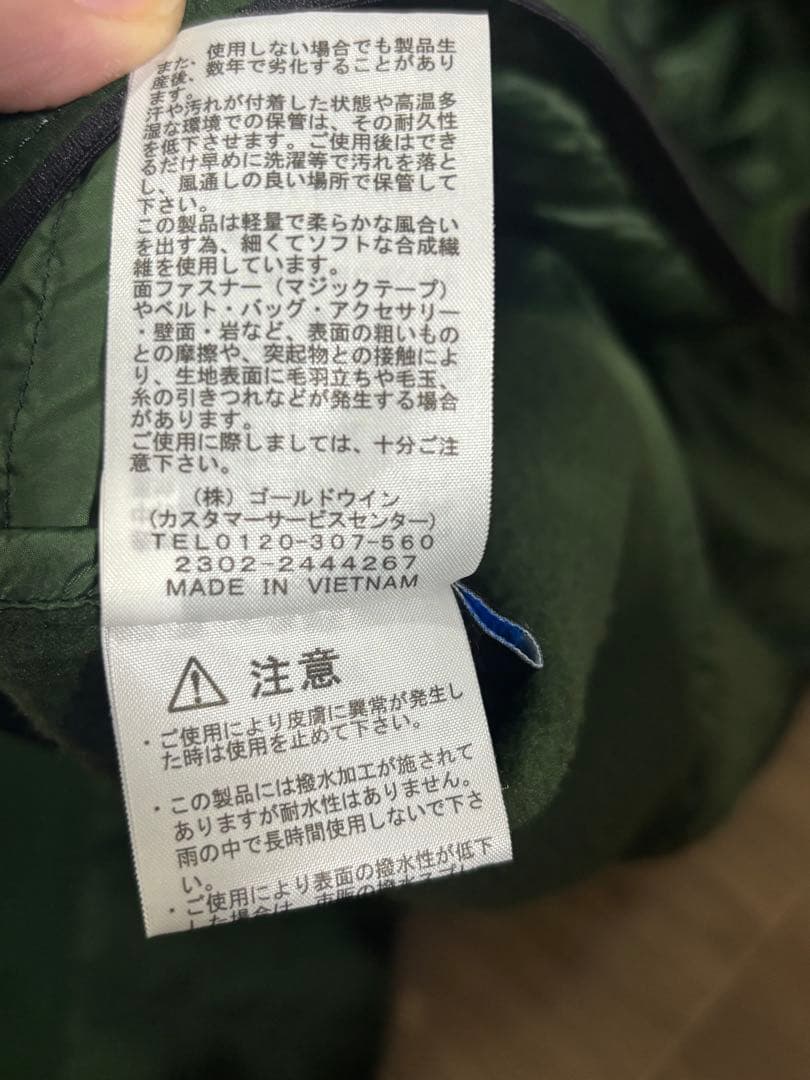 また、使用しない場合でも製品生
産後、数年で劣化することがあり
ます。
汗や汚れが付着した状態や高温多
湿な環境での保管は、その耐久性
を低下させます。ご使用後はでき
るだけ早めに洗濯等で汚れを落と
し、風通しの良い場所で保管して
下さい。
この製品は軽量で柔らかな風合い
を出す為、細くてソフトな合成繊
維を使用しています。
面ファスナー（マジックテープ）
やベルト・バッグ・アクセサリー
・壁面・岩など、表面の粗いもの
との摩擦や、突起物との接触によ
り、生地表面に毛羽立ちや毛玉、
糸の引きつれなどが発生する場合
があります。
ご使用に際しましては、十分ご注
意下さい。
（株）ゴールドウイン
（カスタマーサービスセンター）
TEL0120-307-560
2302-2444267
MADE IN VIETNAM
注意
・ご使用により皮膚に異常が発生し
た時は使用を止めて下さい。
・この製品には撥水加工が施されて
ありますが耐水性はありません。
雨の中で長時間使用しないで下さ
い。
・ご使用により表面の撥水性が低下
した場合は、市販の撥水スプレ